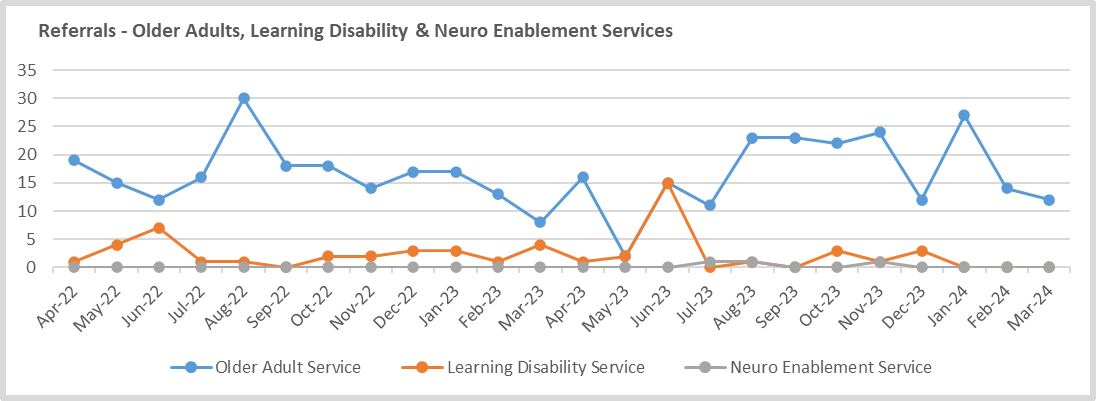 Referrals - Older Adults, Learning Disability & Neuro Enablement Services
35
30
25
20
15
10
5
0
Apr-22 May-22 Jun-22 Jul-22 Aug-22 Sep-22 Oct-22 Nov-22 Dec-22 Jan-23 Feb-23 Mar-23 Apr-23 May-23 Jun-23 Jul-23 Aug-23 Sep-23 Oct-23 Nov-23 Dec-23 Jan-24 Feb-24 Mar-24
Older Adult Service Learning Disability Service Neuro Enablement Service